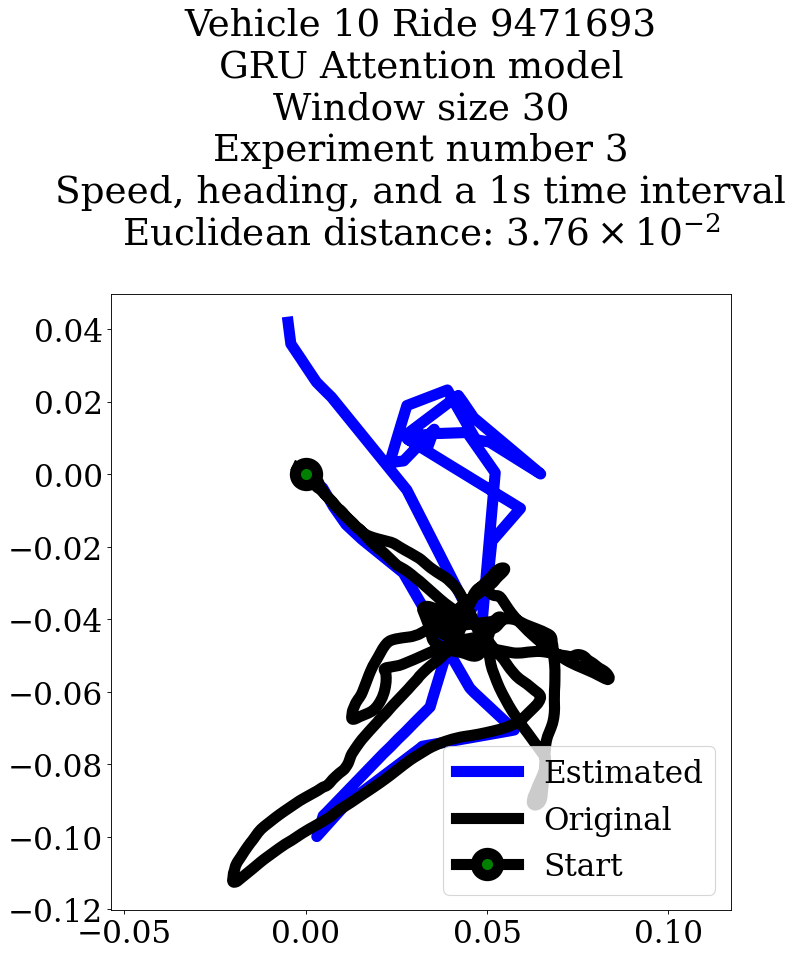 Vehicle 10 Ride 9471693
GRU Attention model
Window size 30
Experiment number 3
Speed, heading, and a 1s time interval
Euclidean distance: 3.76 × 10⁻²
0.04
0.02
0.00
−0.02
−0.04
−0.06
−0.08
−0.10
−0.12
Estimated
Original
Start
−0.05 0.00 0.05 0.10